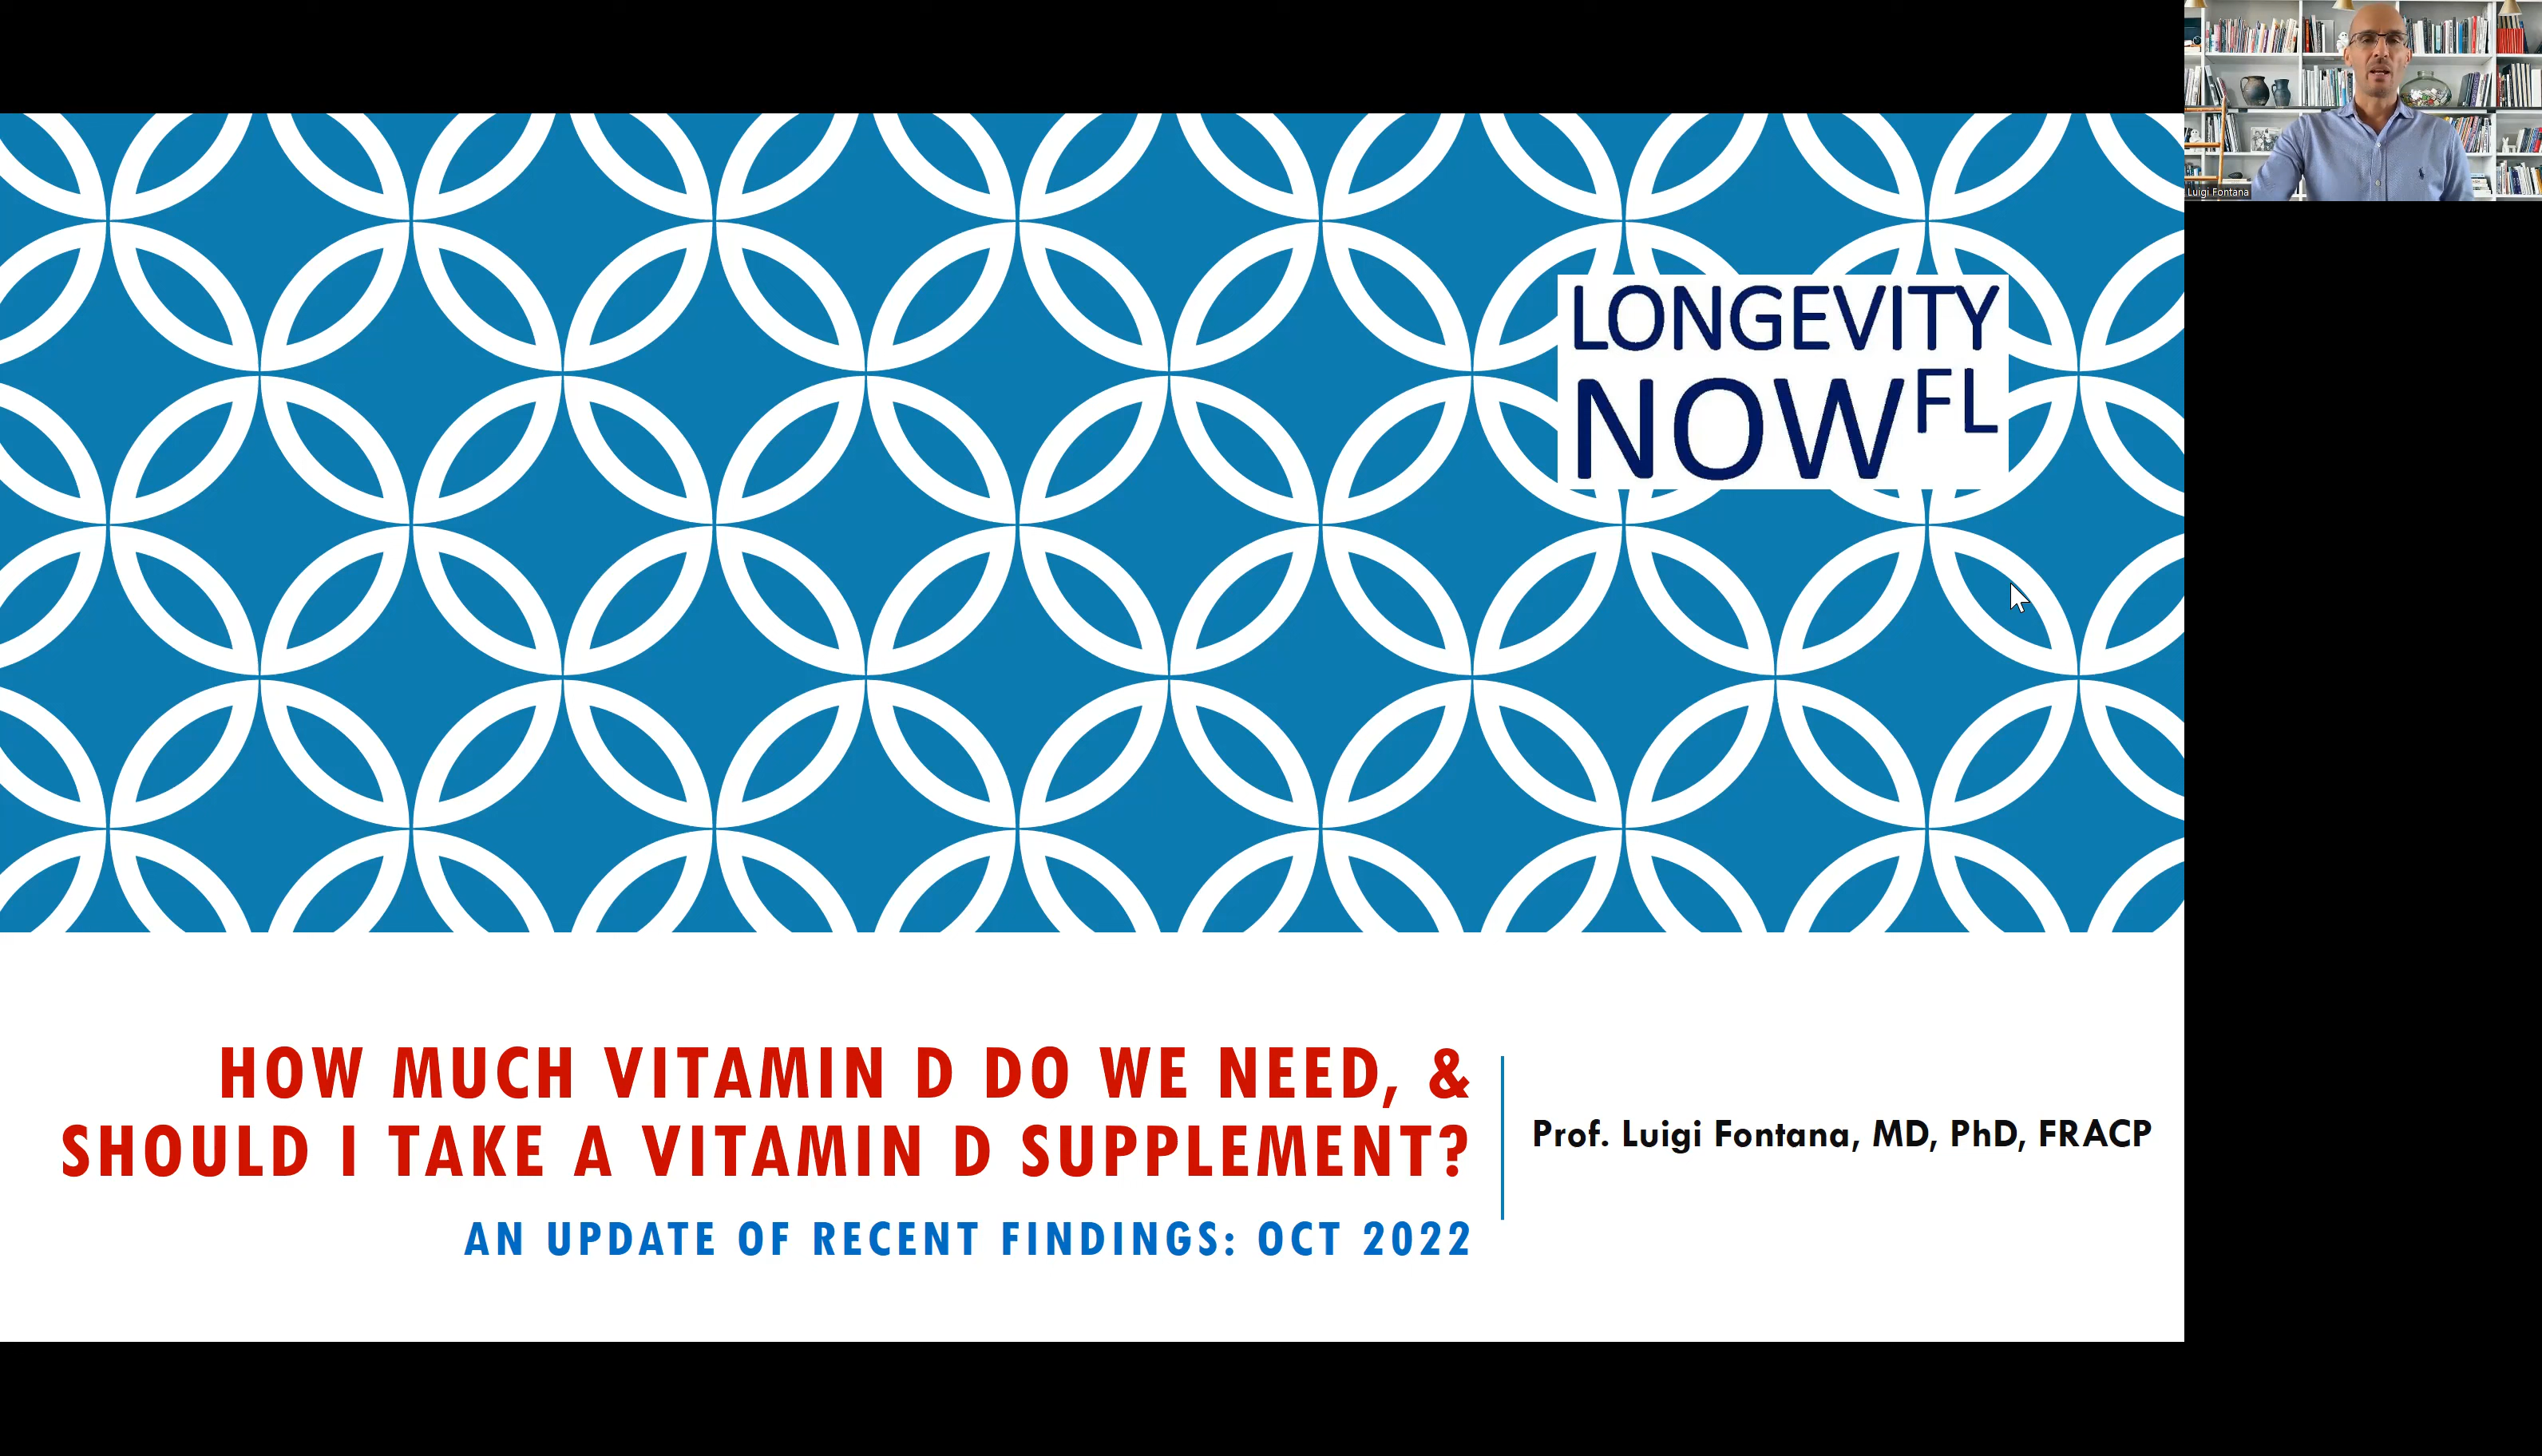 Luigi Fontana
LONGEVITY
NOW FL
HOW MUCH VITAMIN D DO WE NEED, &
SHOULD I TAKE A VITAMIN D SUPPLEMENT?
AN UPDATE OF RECENT FINDINGS: OCT 2022
Prof. Luigi Fontana, MD, PhD, FRACP